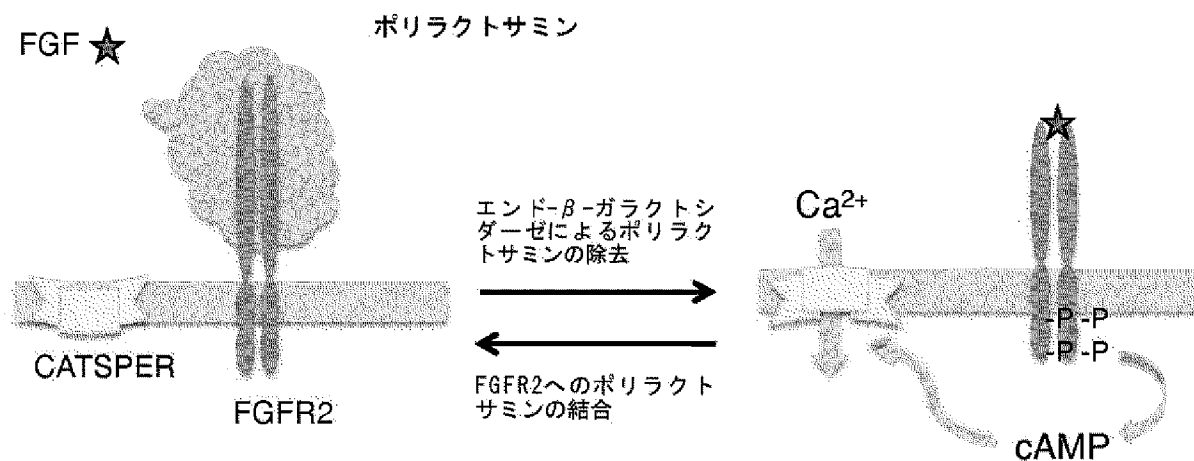 ポリラクトサミン
FGF
エンド-β-ガラクトシ
ダーゼによるポリラク
トサミンの除去
Ca²⁺
CATSPER
FGFR2
FGFR2へのポリラクト
サミンの結合
-P -P
-P -P
cAMP